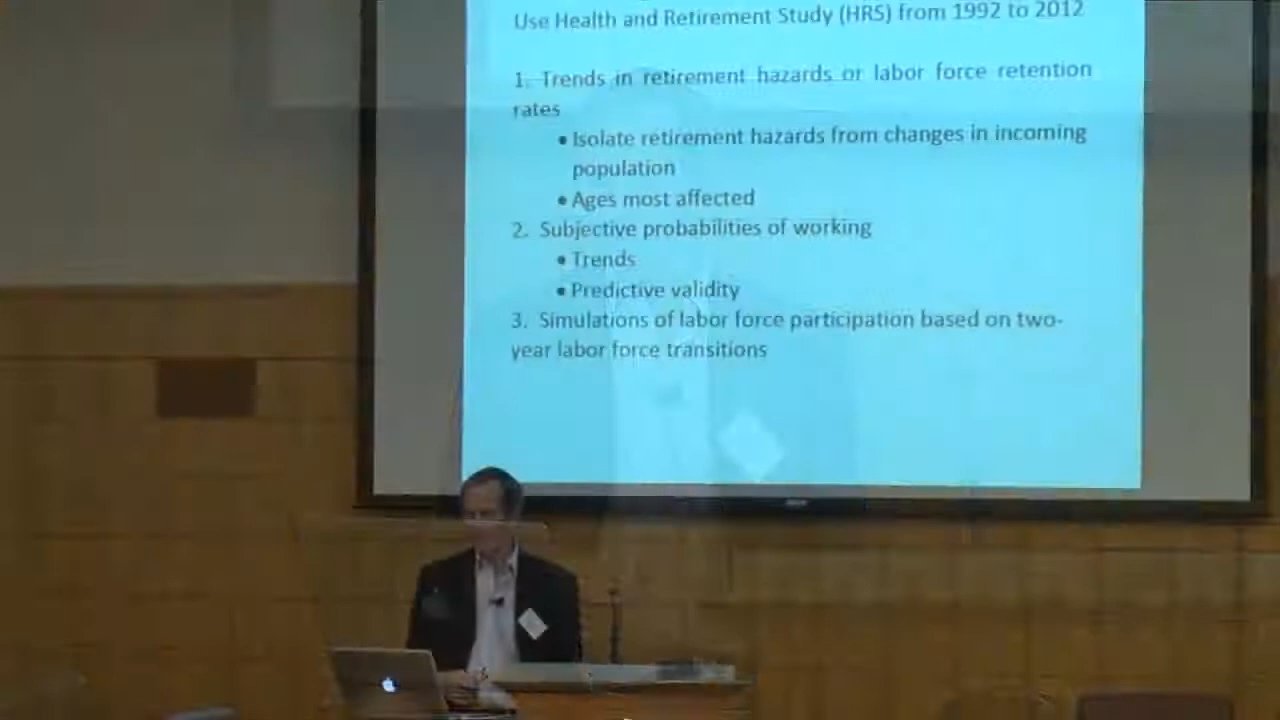 Use Health and Retirement Study (HRS) from 1992 to 2012
1. Trends in retirement hazards or labor force retention
rates
• Isolate retirement hazards from changes in incoming
population
• Ages most affected
2. Subjective probabilities of working
• Trends
• Predictive validity
3. Simulations of labor force participation based on two-
year labor force transitions